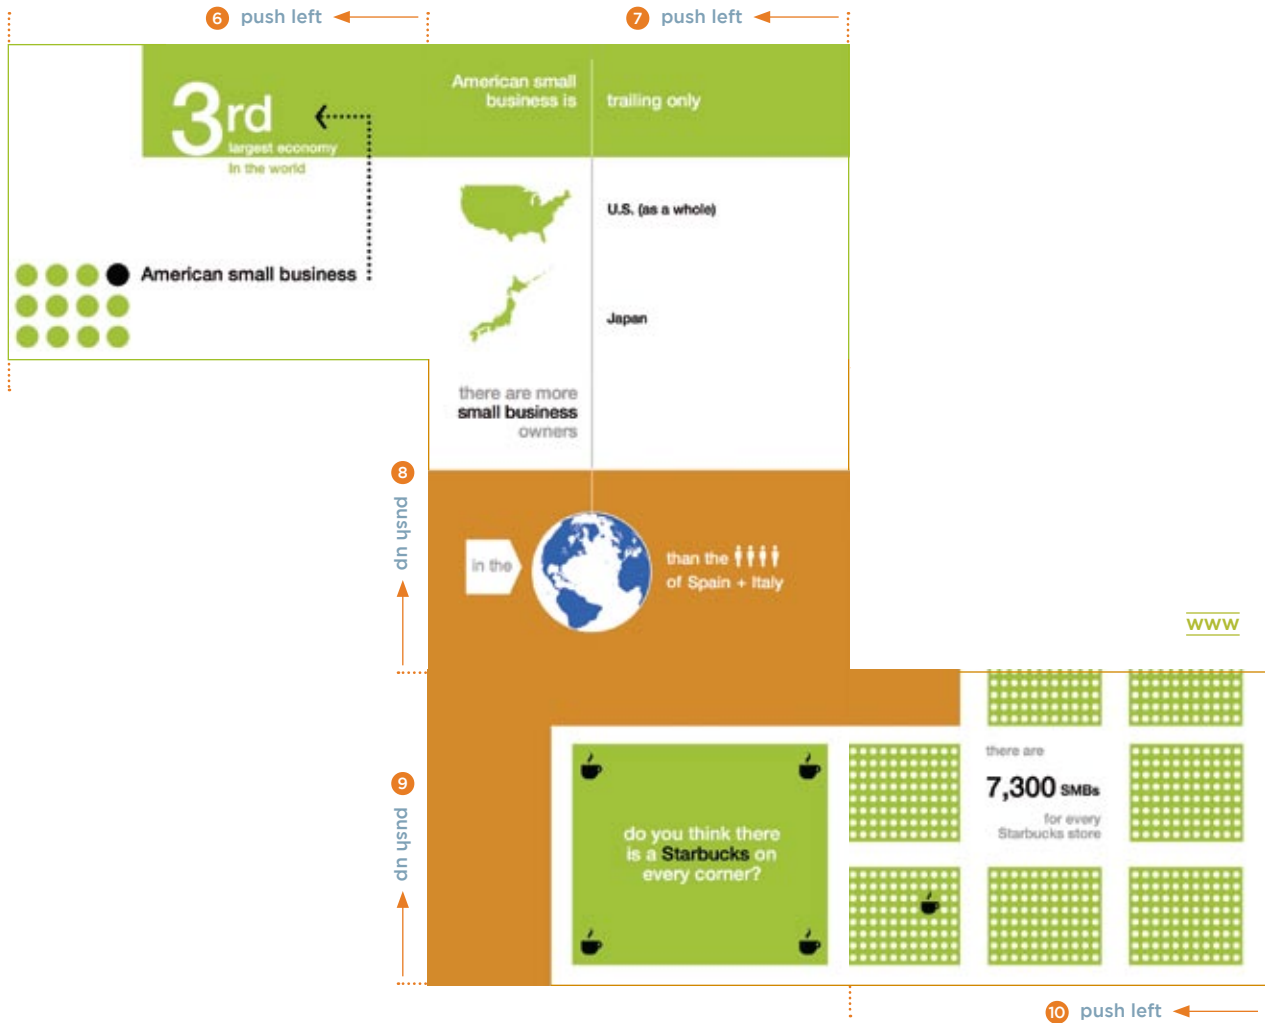 6 push left
7 push left
3rd
largest economy
In the world
American small
business is
trailing only
U.S. (as a whole)
American small business
Japan
there are more
small business
owners
8 push up
in the
than the
of Spain + Italy
www
9 push up
do you think there
is a Starbucks on
every corner?
there are
7,300 SMBs
for every
Starbucks store
10 push left